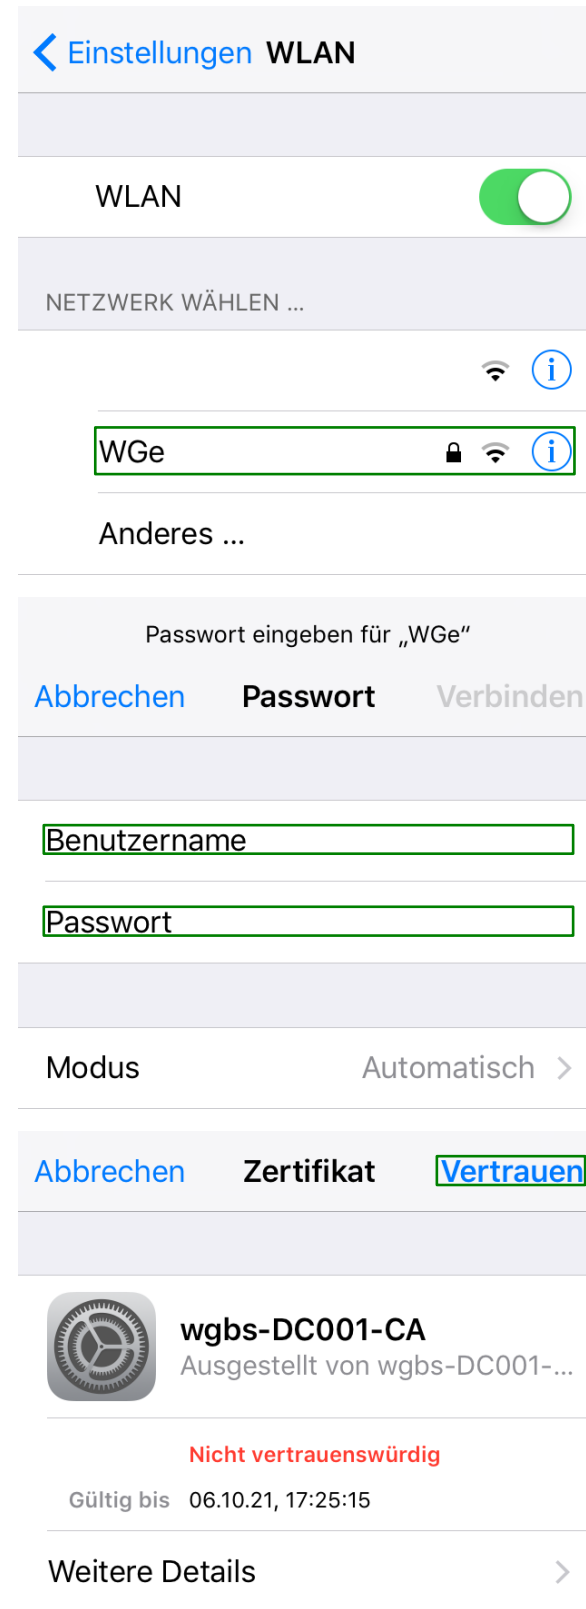 Einstellungen WLAN
WLAN
NETZWERK WÄHLEN ...
WGe
Anderes ...
Passwort eingeben für „WGe“
Abbrechen Passwort Verbinden
Benutzername
Passwort
Modus Automatisch
Abbrechen Zertifikat Vertrauen
wgbs-DC001-CA
Ausgestellt von wgbs-DC001-...
Nicht vertrauenswürdig
Gültig bis 06.10.21, 17:25:15
Weitere Details